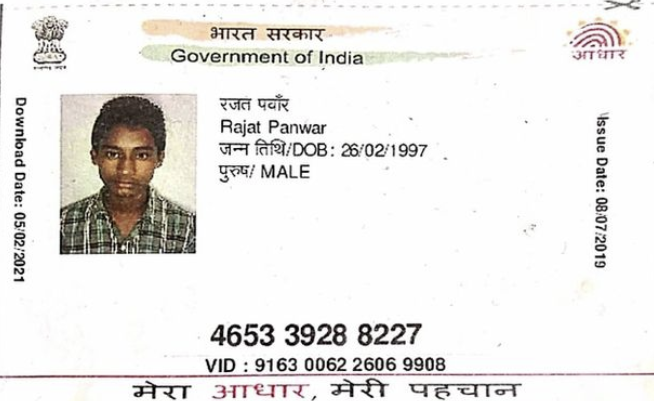 भारत सरकार
Government of India
आधार
Download Date: 05/02/2021
रजत पवाँर
Rajat Panwar
जन्म तिथि/DOB: 26/02/1997
पुरुष/ MALE
Issue Date: 08/07/2019
4653 3928 8227
VID : 9163 0062 2606 9908
मेरा आधार, मेरी पहचान